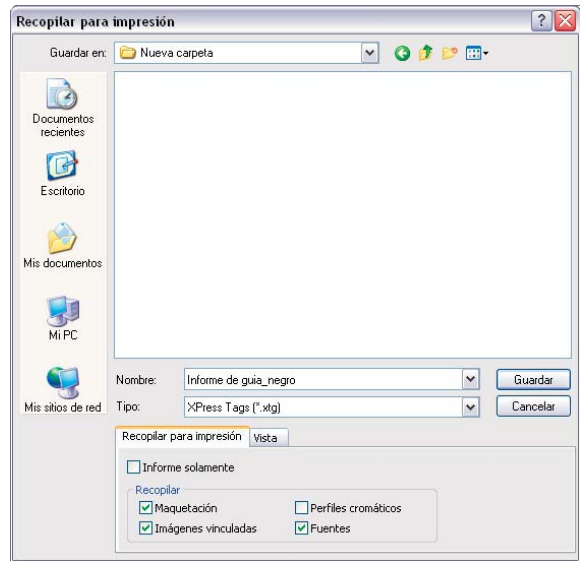 Recopilar para impresión
Guardar en: Nueva carpeta
Documentos
recientes
Escritorio
Mis documentos
Mi PC
Mis sitios de red
Nombre: Informe de guia_negro Guardar
Tipo: XPress Tags (*.xtg) Cancelar
Recopilar para impresión Vista
Informe solamente
Recopilar
Maquetación Perfiles cromáticos
Imágenes vinculadas Fuentes